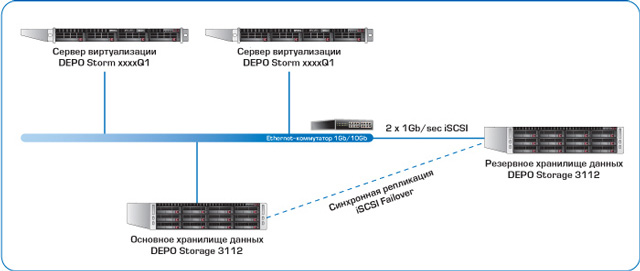 Сервер виртуализации
DEPO Storm xxxxQ1
Сервер виртуализации
DEPO Storm xxxxQ1
Ethernet-коммутатор 1Gb/10Gb
2 x 1Gb/sec iSCSI
Резервное хранилище данных
DEPO Storage 3112
Синхронная репликация
iSCSI Failover
Основное хранилище данных
DEPO Storage 3112